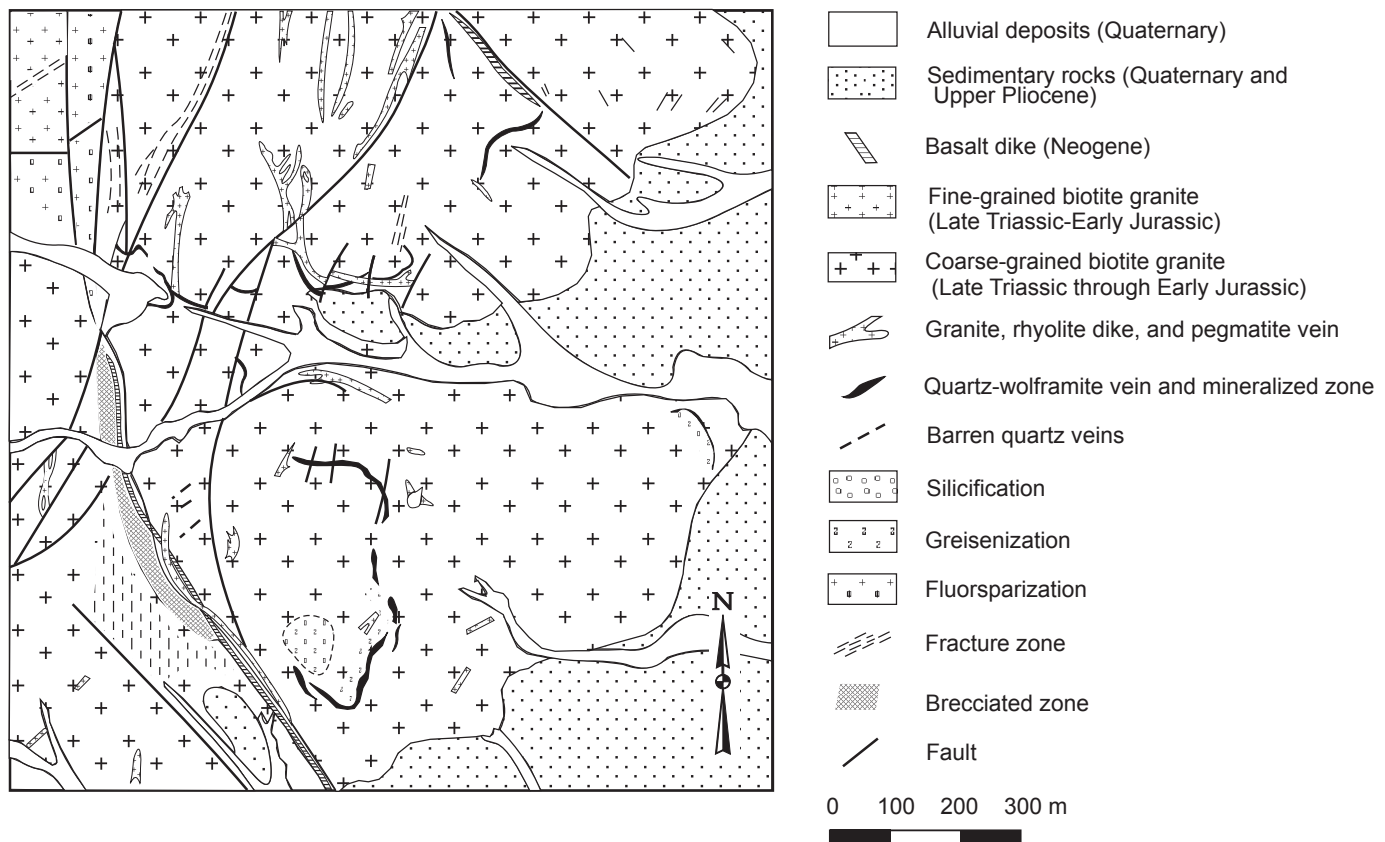 Alluvial deposits (Quaternary)
Sedimentary rocks (Quaternary and
Upper Pliocene)
Basalt dike (Neogene)
Fine-grained biotite granite
(Late Triassic-Early Jurassic)
Coarse-grained biotite granite
(Late Triassic through Early Jurassic)
Granite, rhyolite dike, and pegmatite vein
Quartz-wolframite vein and mineralized zone
Barren quartz veins
Silicification
Greisenization
Fluorsparization
Fracture zone
Brecciated zone
Fault
N
0 100 200 300 m